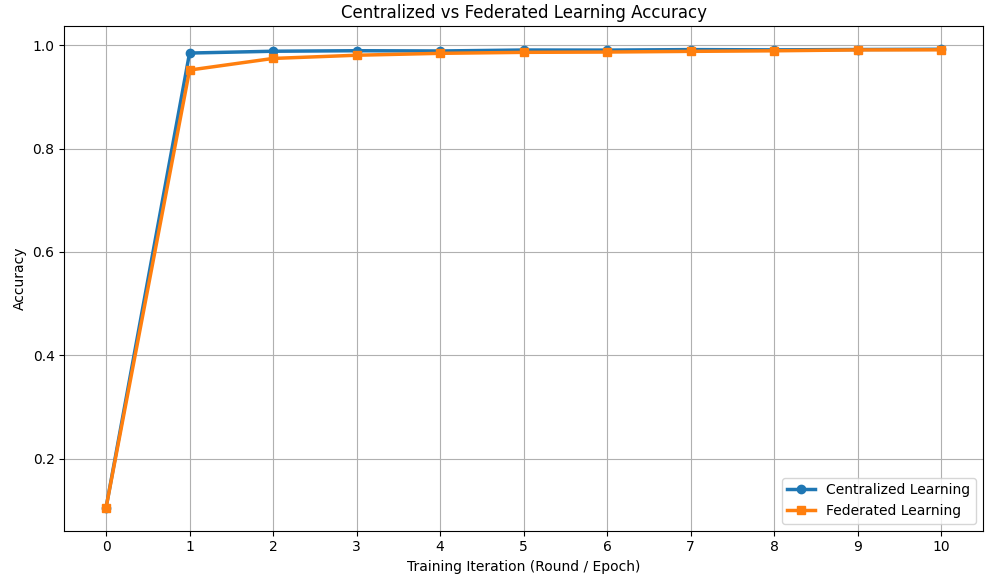 Centralized vs Federated Learning Accuracy
1.0
0.8
0.6
0.4
0.2
Accuracy
Centralized Learning
Federated Learning
0 1 2 3 4 5 6 7 8 9 10
Training Iteration (Round / Epoch)